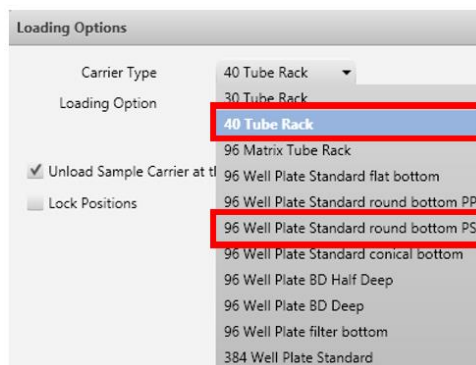 Loading Options
Carrier Type 40 Tube Rack
30 Tube Rack
Loading Option
40 Tube Rack
96 Matrix Tube Rack
Unload Sample Carrier at
96 Well Plate Standard flat bottom
Lock Positions
96 Well Plate Standard round bottom PP
96 Well Plate Standard round bottom PS
96 Well Plate Standard conical bottom
96 Well Plate BD Half Deep
96 Well Plate BD Deep
96 Well Plate filter bottom
384 Well Plate Standard